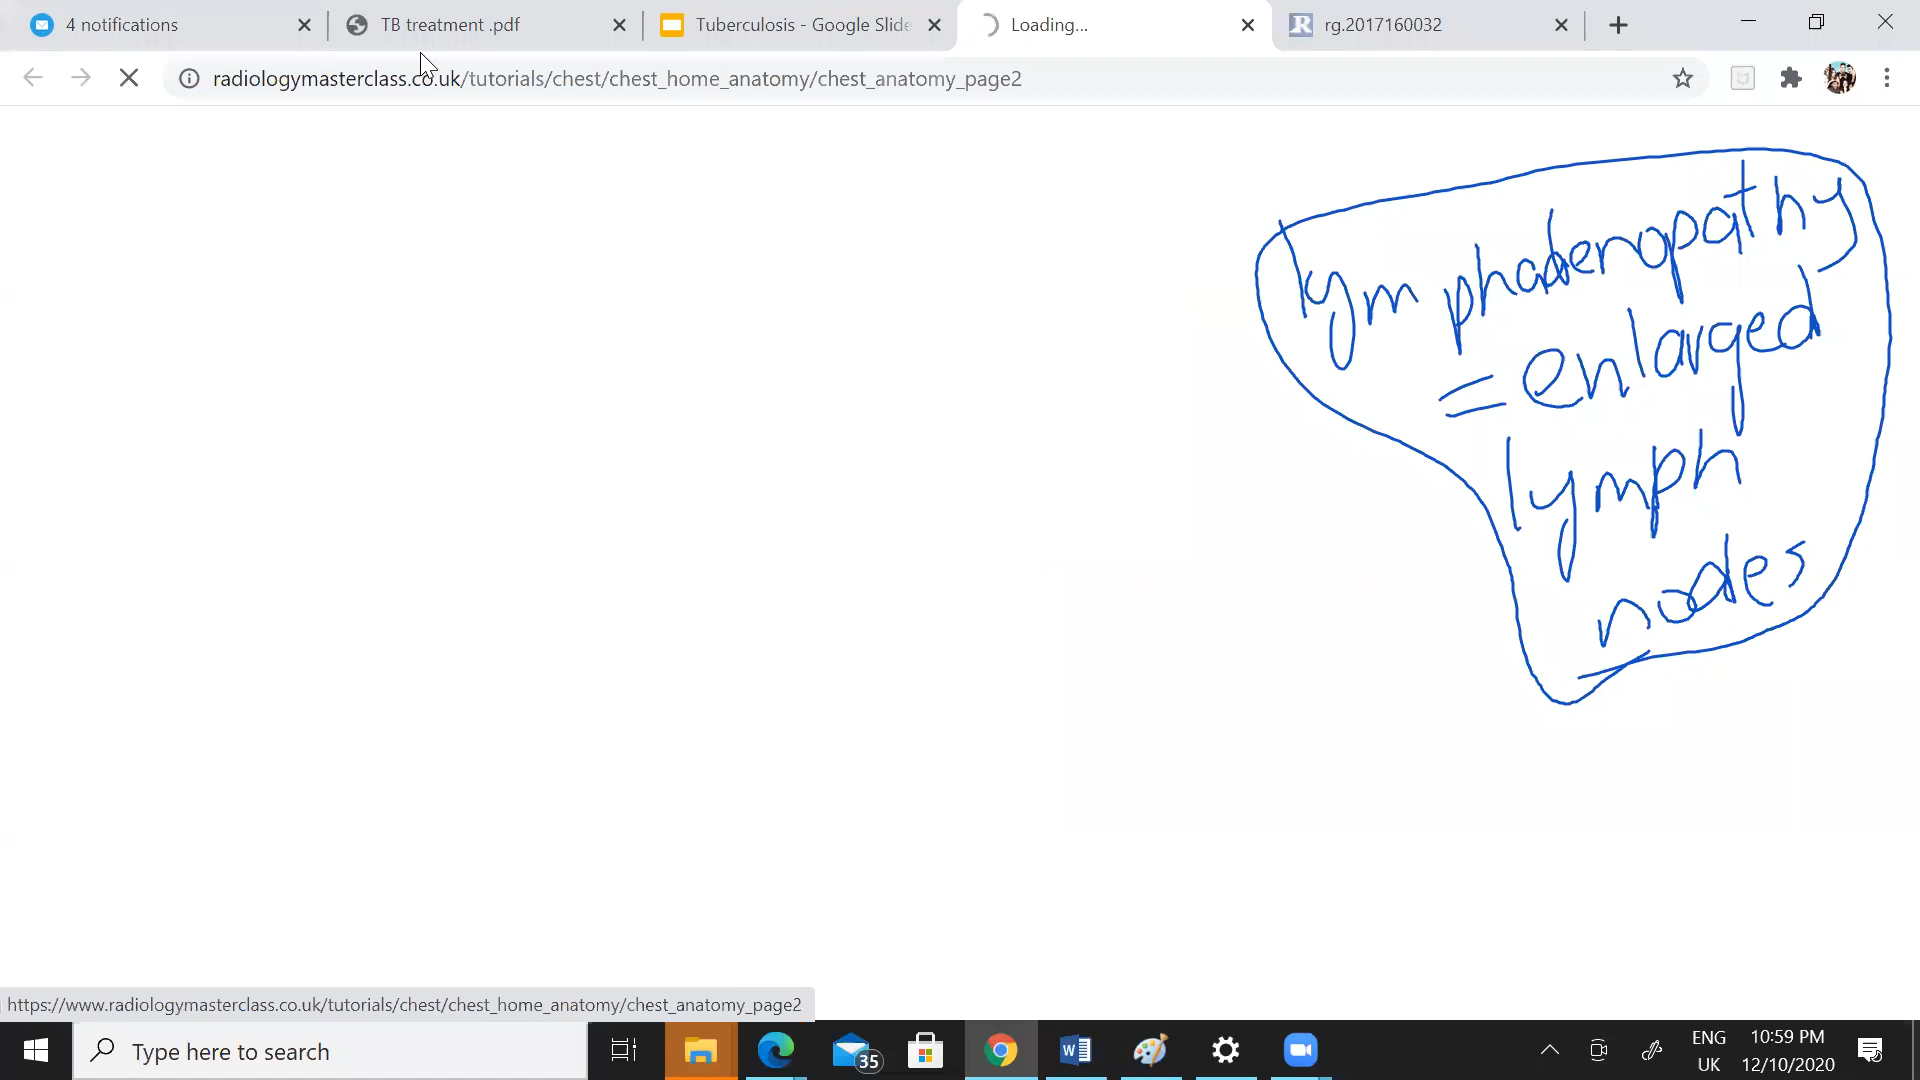 4 notifications
TB treatment .pdf
Tuberculosis - Google Slide
Loading...
rg.2017160032
radiologymasterclass.co.uk/tutorials/chest/chest_home_anatomy/chest_anatomy_page2
lymphadenopathy
= enlarged
lymph
nodes
https://www.radiologymasterclass.co.uk/tutorials/chest/chest_home_anatomy/chest_anatomy_page2
Type here to search
35
ENG
UK
10:59 PM
12/10/2020